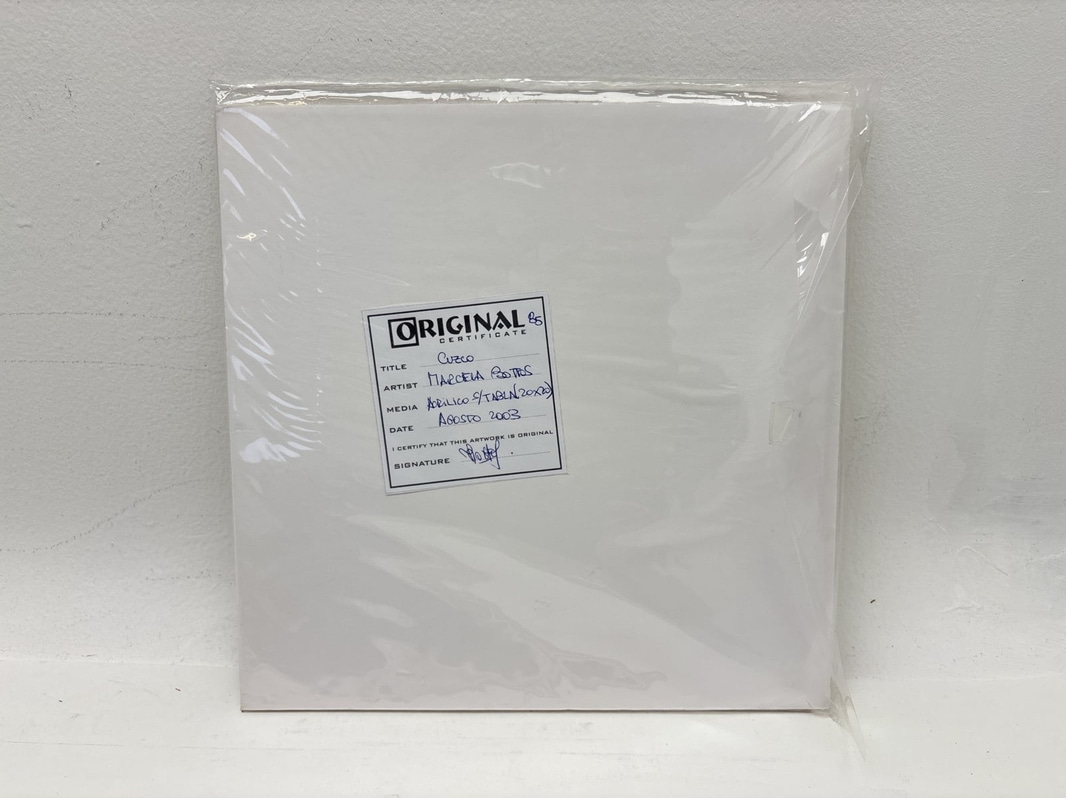 ORIGINAL B5
CERTIFICATE
TITLE CUZCO
ARTIST MARCELA
MEDIA ACRILICO S/TABLA (20x20)
DATE AGOSTO 2003
I CERTIFY THAT THIS ARTWORK IS ORIGINAL
SIGNATURE